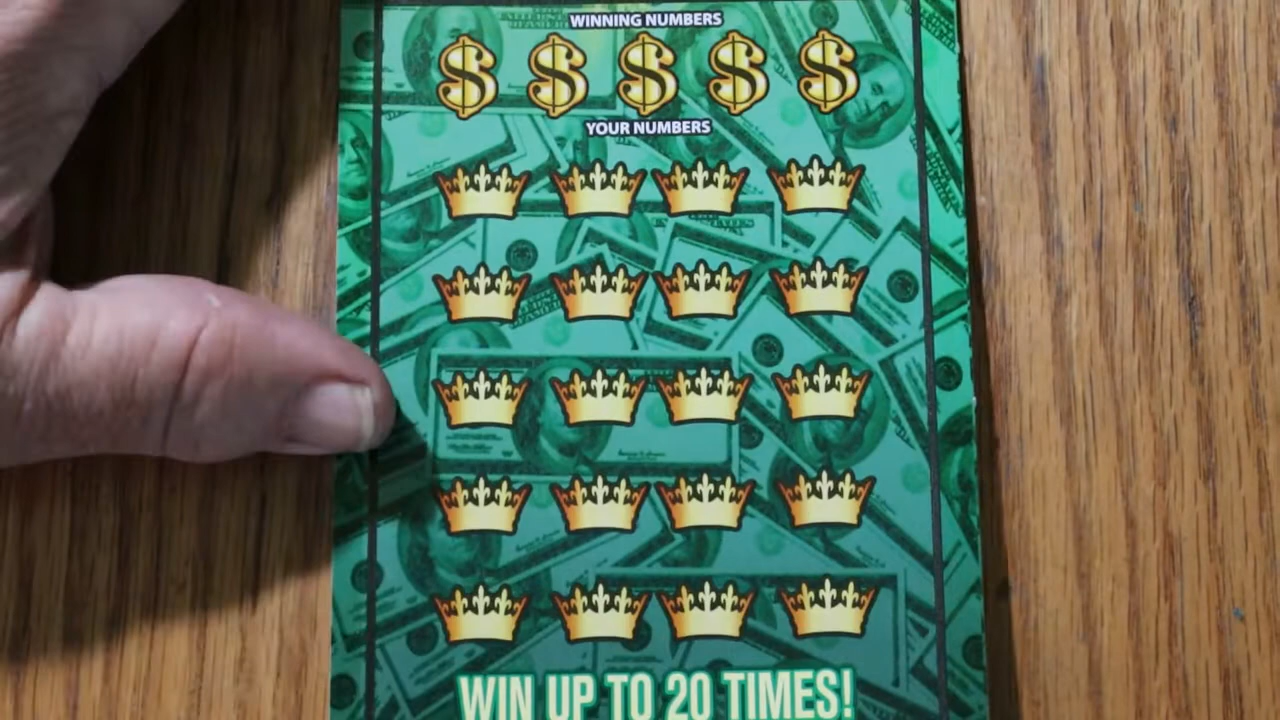 WINNING NUMBERS
$ $ $ $ $
YOUR NUMBERS
WIN UP TO 20 TIMES!